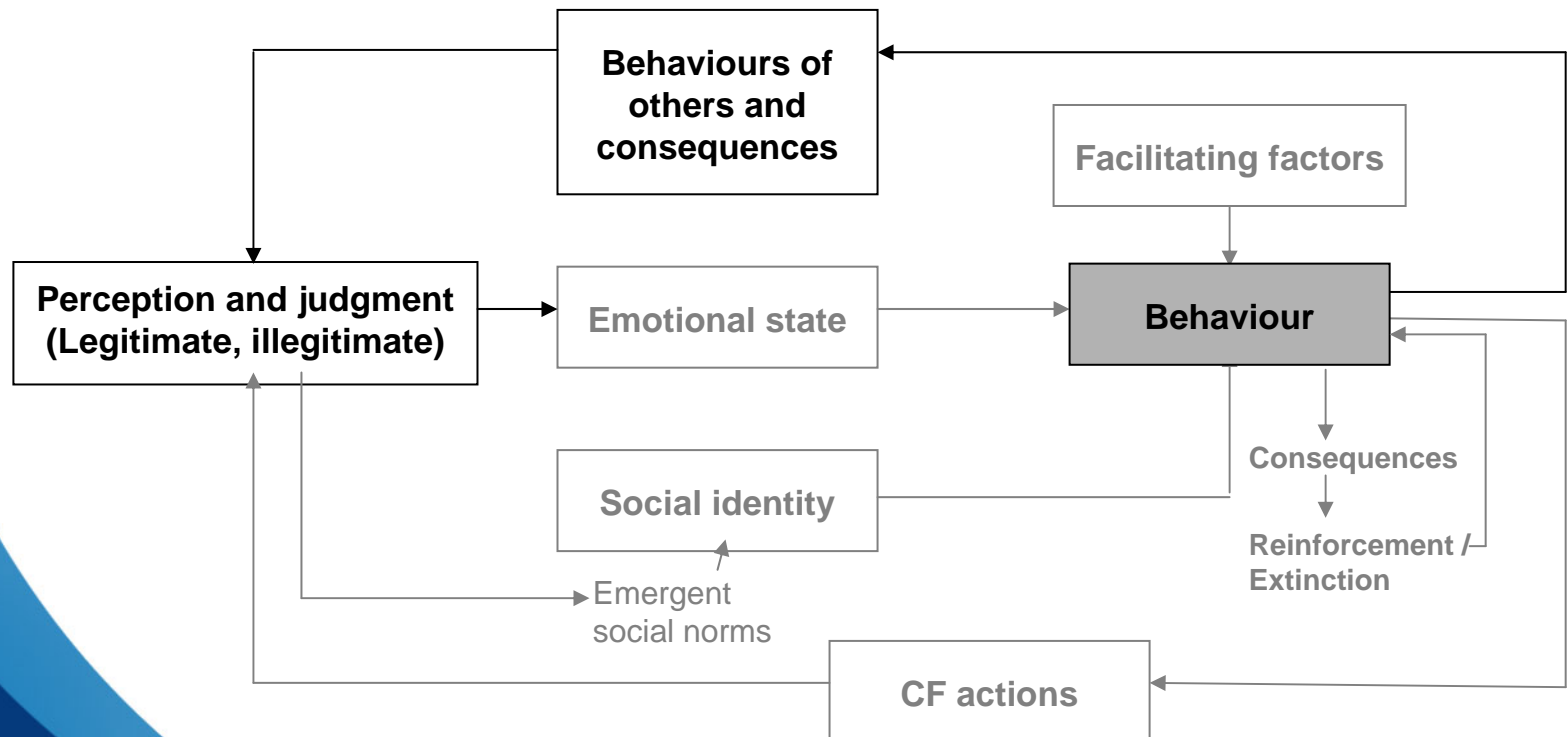 Behaviours of
others and
consequences
Facilitating factors
Perception and judgment
(Legitimate, illegitimate)
Emotional state
Behaviour
Consequences
Social identity
Reinforcement /
Extinction
Emergent
social norms
CF actions